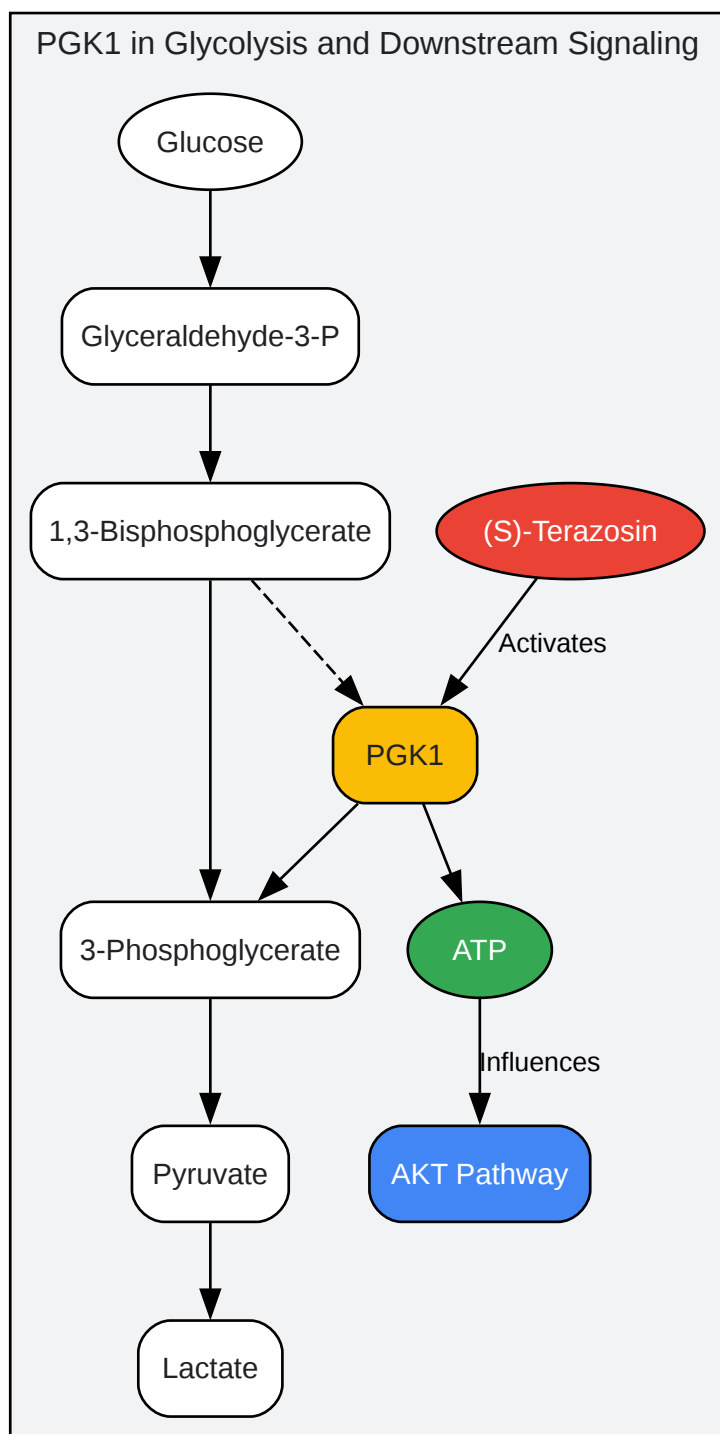 PGK1 in Glycolysis and Downstream Signaling
Glucose
Glyceraldehyde-3-P
1,3-Bisphosphoglycerate
(S)-Terazosin
Activates
PGK1
3-Phosphoglycerate
ATP
Influences
Pyruvate
AKT Pathway
Lactate